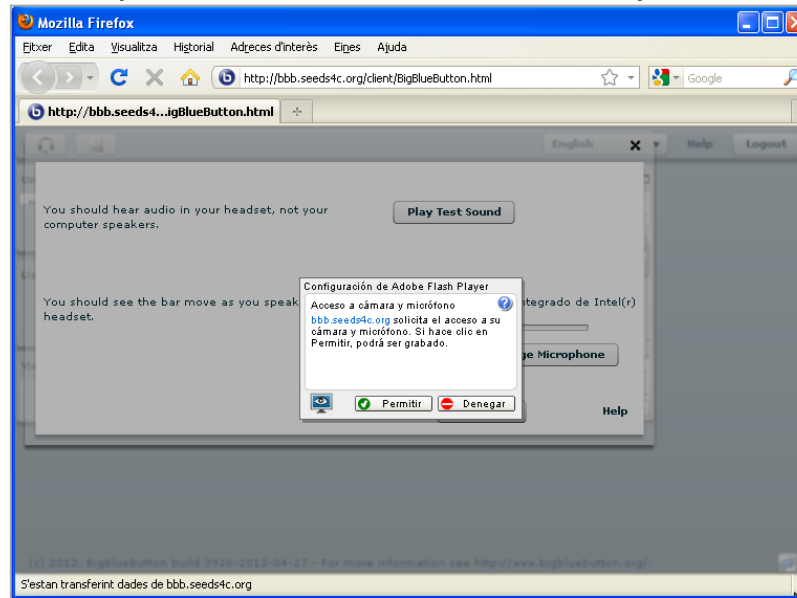 Mozilla Firefox
Fitxer Edita Visualitza Historial Adreces d'interès Eines Ajuda
http://bbb.seeds4c.org/client/BigBlueButton.html
Google
http://bbb.seeds4...igBlueButton.html
English Help Logout
You should hear audio in your headset, not your
computer speakers.
Play Test Sound
Configuración de Adobe Flash Player
You should see the bar move as you speak
tegrado de Intel(r)
headset.
Acceso a cámara y micrófono
bbb.seeds4c.org solicita el acceso a su
cámara y micrófono. Si hace clic en
Permitir, podrá ser grabado.
ge Microphone
Permitir Denegar
Help
(c) 2012, BigBlueButton build 3928-2012-04-27 - For more information see http://www.bigbluebutton.org/.
S'estan transferint dades de bbb.seeds4c.org